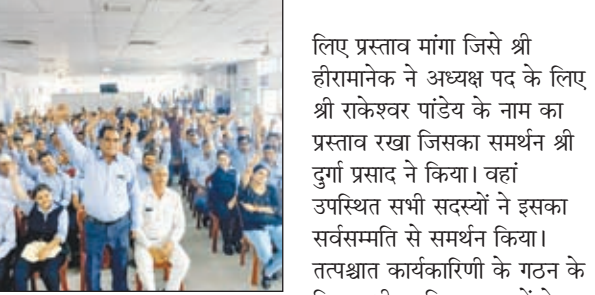 लिए प्रस्ताव मांगा जिसे श्री
हीरामानेक ने अध्यक्ष पद के लिए
श्री राकेश्वर पांडेय के नाम का
प्रस्ताव रखा जिसका समर्थन श्री
दुर्गा प्रसाद ने किया। वहां
उपस्थित सभी सदस्यों ने इसका
सर्वसम्मति से समर्थन किया।
तत्पश्चात कार्यकारिणी के गठन के